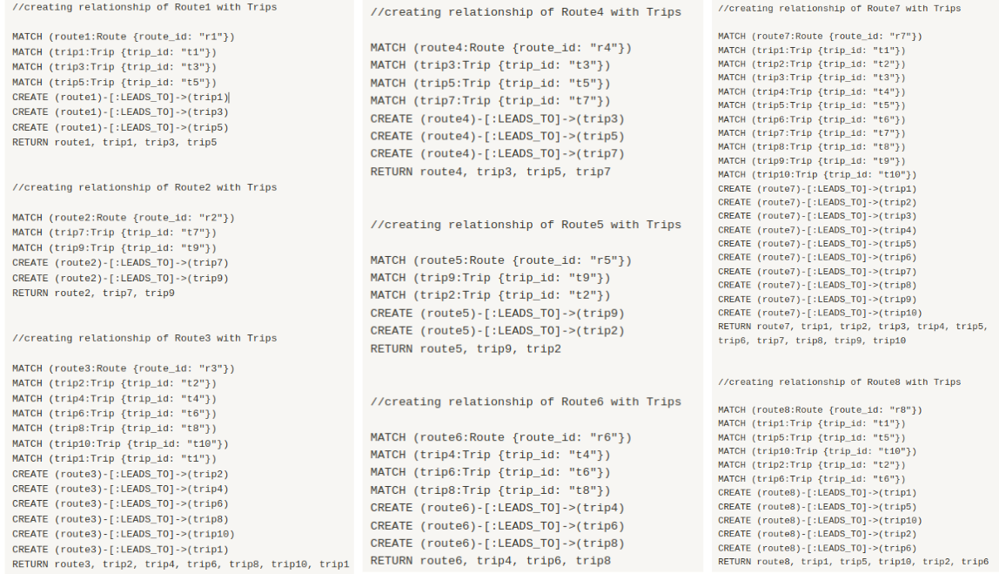 //creating relationship of Route1 with Trips
MATCH (route1:Route {route_id: "r1"})
MATCH (trip1:Trip {trip_id: "t1"})
MATCH (trip3:Trip {trip_id: "t3"})
MATCH (trip5:Trip {trip_id: "t5"})
CREATE (route1)-[:LEADS_TO]->(trip1)
CREATE (route1)-[:LEADS_TO]->(trip3)
CREATE (route1)-[:LEADS_TO]->(trip5)
RETURN route1, trip1, trip3, trip5
//creating relationship of Route2 with Trips
MATCH (route2:Route {route_id: "r2"})
MATCH (trip7:Trip {trip_id: "t7"})
MATCH (trip9:Trip {trip_id: "t9"})
CREATE (route2)-[:LEADS_TO]->(trip7)
CREATE (route2)-[:LEADS_TO]->(trip9)
RETURN route2, trip7, trip9
//creating relationship of Route3 with Trips
MATCH (route3:Route {route_id: "r3"})
MATCH (trip2:Trip {trip_id: "t2"})
MATCH (trip4:Trip {trip_id: "t4"})
MATCH (trip6:Trip {trip_id: "t6"})
MATCH (trip8:Trip {trip_id: "t8"})
MATCH (trip10:Trip {trip_id: "t10"})
MATCH (trip1:Trip {trip_id: "t1"})
CREATE (route3)-[:LEADS_TO]->(trip2)
CREATE (route3)-[:LEADS_TO]->(trip4)
CREATE (route3)-[:LEADS_TO]->(trip6)
CREATE (route3)-[:LEADS_TO]->(trip8)
CREATE (route3)-[:LEADS_TO]->(trip10)
CREATE (route3)-[:LEADS_TO]->(trip1)
RETURN route3, trip2, trip4, trip6, trip8, trip10, trip1
//creating relationship of Route4 with Trips
MATCH (route4:Route {route_id: "r4"})
MATCH (trip3:Trip {trip_id: "t3"})
MATCH (trip5:Trip {trip_id: "t5"})
MATCH (trip7:Trip {trip_id: "t7"})
CREATE (route4)-[:LEADS_TO]->(trip3)
CREATE (route4)-[:LEADS_TO]->(trip5)
CREATE (route4)-[:LEADS_TO]->(trip7)
RETURN route4, trip3, trip5, trip7
//creating relationship of Route5 with Trips
MATCH (route5:Route {route_id: "r5"})
MATCH (trip9:Trip {trip_id: "t9"})
MATCH (trip2:Trip {trip_id: "t2"})
CREATE (route5)-[:LEADS_TO]->(trip9)
CREATE (route5)-[:LEADS_TO]->(trip2)
RETURN route5, trip9, trip2
//creating relationship of Route6 with Trips
MATCH (route6:Route {route_id: "r6"})
MATCH (trip4:Trip {trip_id: "t4"})
MATCH (trip6:Trip {trip_id: "t6"})
MATCH (trip8:Trip {trip_id: "t8"})
CREATE (route6)-[:LEADS_TO]->(trip4)
CREATE (route6)-[:LEADS_TO]->(trip6)
CREATE (route6)-[:LEADS_TO]->(trip8)
RETURN route6, trip4, trip6, trip8
//creating relationship of Route7 with Trips
MATCH (route7:Route {route_id: "r7"})
MATCH (trip1:Trip {trip_id: "t1"})
MATCH (trip2:Trip {trip_id: "t2"})
MATCH (trip3:Trip {trip_id: "t3"})
MATCH (trip4:Trip {trip_id: "t4"})
MATCH (trip5:Trip {trip_id: "t5"})
MATCH (trip6:Trip {trip_id: "t6"})
MATCH (trip7:Trip {trip_id: "t7"})
MATCH (trip8:Trip {trip_id: "t8"})
MATCH (trip9:Trip {trip_id: "t9"})
MATCH (trip10:Trip {trip_id: "t10"})
CREATE (route7)-[:LEADS_TO]->(trip1)
CREATE (route7)-[:LEADS_TO]->(trip2)
CREATE (route7)-[:LEADS_TO]->(trip3)
CREATE (route7)-[:LEADS_TO]->(trip4)
CREATE (route7)-[:LEADS_TO]->(trip5)
CREATE (route7)-[:LEADS_TO]->(trip6)
CREATE (route7)-[:LEADS_TO]->(trip7)
CREATE (route7)-[:LEADS_TO]->(trip8)
CREATE (route7)-[:LEADS_TO]->(trip9)
CREATE (route7)-[:LEADS_TO]->(trip10)
RETURN route7, trip1, trip2, trip3, trip4, trip5,
trip6, trip7, trip8, trip9, trip10
//creating relationship of Route8 with Trips
MATCH (route8:Route {route_id: "r8"})
MATCH (trip1:Trip {trip_id: "t1"})
MATCH (trip5:Trip {trip_id: "t5"})
MATCH (trip10:Trip {trip_id: "t10"})
MATCH (trip2:Trip {trip_id: "t2"})
MATCH (trip6:Trip {trip_id: "t6"})
CREATE (route8)-[:LEADS_TO]->(trip1)
CREATE (route8)-[:LEADS_TO]->(trip5)
CREATE (route8)-[:LEADS_TO]->(trip10)
CREATE (route8)-[:LEADS_TO]->(trip2)
CREATE (route8)-[:LEADS_TO]->(trip6)
RETURN route8, trip1, trip5, trip10, trip2, trip6